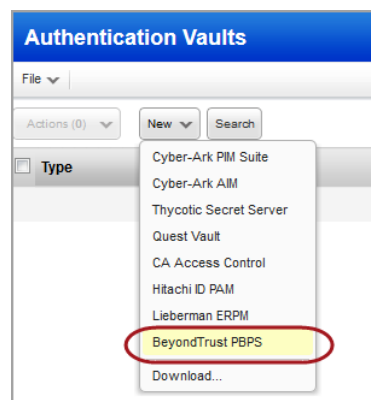 Authentication Vaults
File
Actions (0) New Search
Type
Cyber-Ark PIM Suite
Cyber-Ark AIM
Thycotic Secret Server
Quest Vault
CA Access Control
Hitachi ID PAM
Lieberman ERPM
BeyondTrust PBPS
Download...